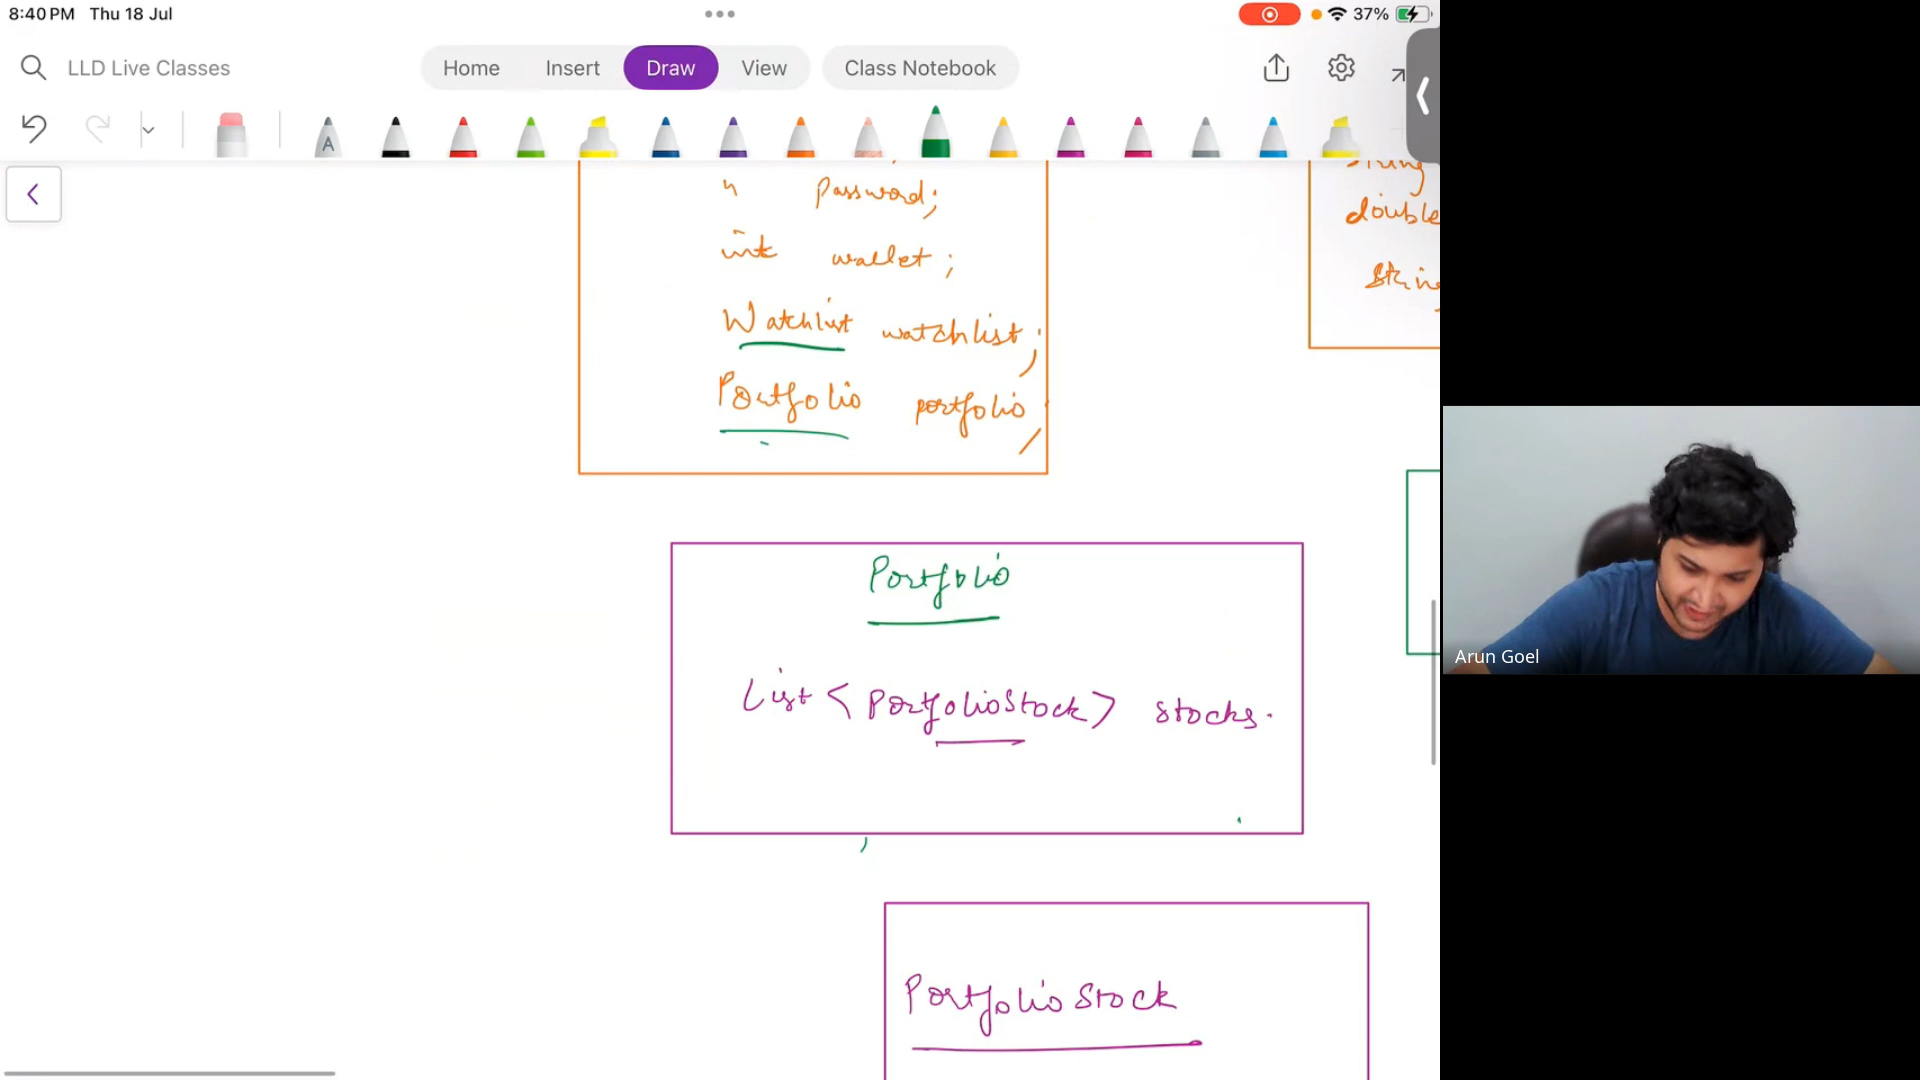 8:40 PM Thu 18 Jul
37%
LLD Live Classes
Home Insert Draw View Class Notebook
A
" Password;
int wallet;
Watchlist watchlist;
Portfolio portfolio;
String
double
Portfolio
List<PortfolioStock> stocks.
PortfolioStock
Arun Goel